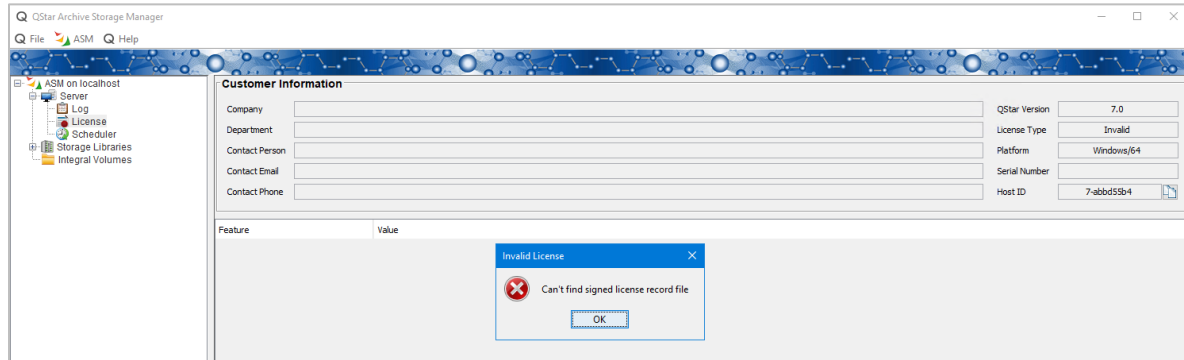 QStar Archive Storage Manager
File ASM Help
ASM on localhost
Server
Log
License
Scheduler
Storage Libraries
Integral Volumes
Customer Information
Company
Department
Contact Person
Contact Email
Contact Phone
QStar Version 7.0
License Type Invalid
Platform Windows/64
Serial Number
Host ID 7-abbd55b4
Feature Value
Invalid License
Can't find signed license record file
OK